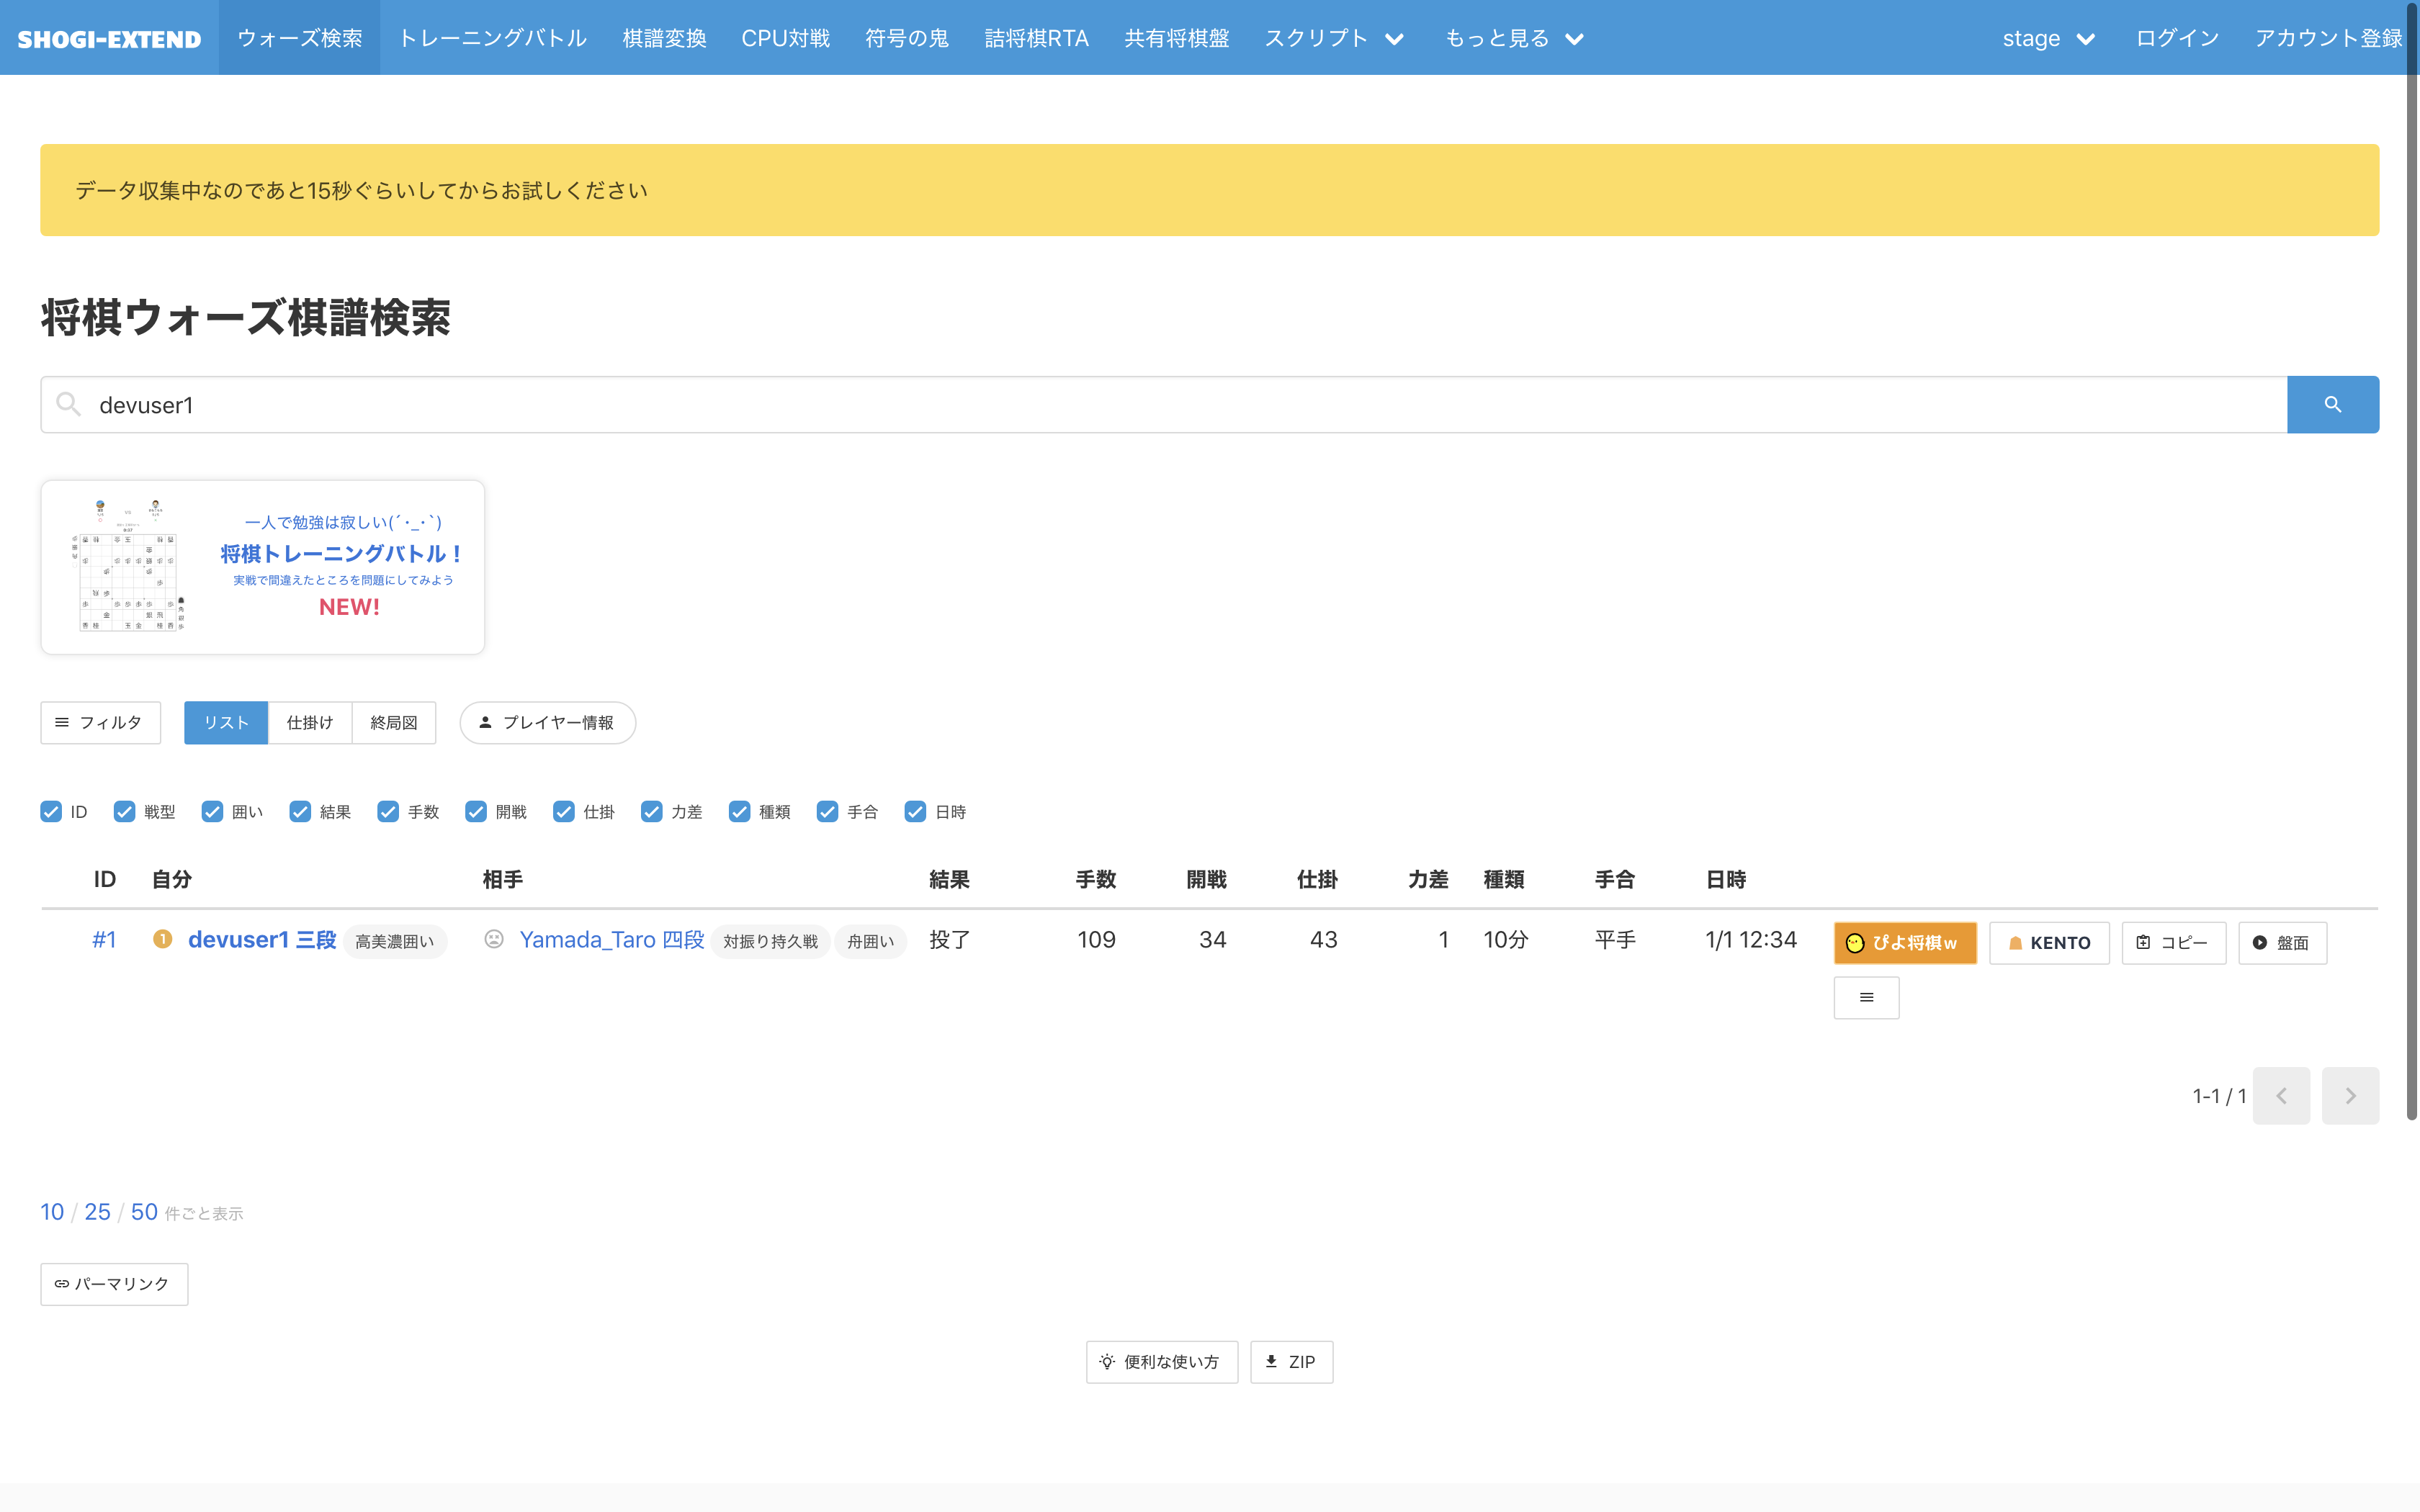 SHOGI-EXTEND ウォーズ検索 トレーニングバトル 棋譜変換 CPU対戦 符号の鬼 詰将棋RTA 共有将棋盤 スクリプト もっと見る stage ログイン アカウント登録
データ収集中なのであと15秒ぐらいしてからお試しください
将棋ウォーズ棋譜検索
devuser1
一人で勉強は寂しい(´･_･`)
将棋トレーニングバトル！
実戦で間違えたところを問題にしてみよう
NEW!
フィルタ リスト 仕掛け 終局図 プレイヤー情報
ID 戦型 囲い 結果 手数 開戦 仕掛 力差 種類 手合 日時
ID 自分 相手 結果 手数 開戦 仕掛 力差 種類 手合 日時
#1 1 devuser1 三段 高美濃囲い Yamada_Taro 四段 対振り持久戦 舟囲い 投了 109 34 43 1 10分 平手 1/1 12:34 ぴよ将棋w KENTO コピー 盤面
1-1 / 1
10 / 25 / 50 件ごと表示
パーマリンク
便利な使い方 ZIP